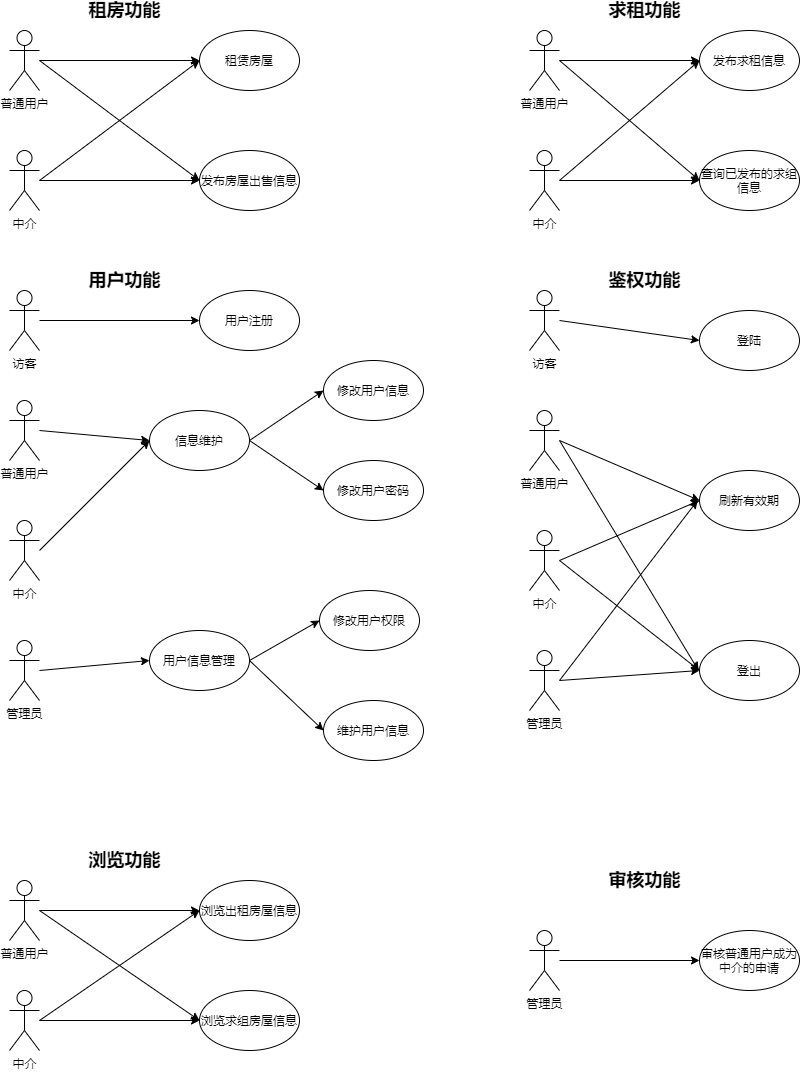 租房功能
普通用户
租赁房屋
中介
发布房屋出售信息
求租功能
普通用户
发布求租信息
中介
查询已发布的求组
信息
用户功能
访客
用户注册
普通用户
信息维护
修改用户信息
修改用户密码
中介
管理员
用户信息管理
修改用户权限
维护用户信息
鉴权功能
访客
登陆
普通用户
刷新有效期
中介
管理员
登出
浏览功能
普通用户
浏览出租房屋信息
中介
浏览求组房屋信息
审核功能
管理员
审核普通用户成为
中介的申请